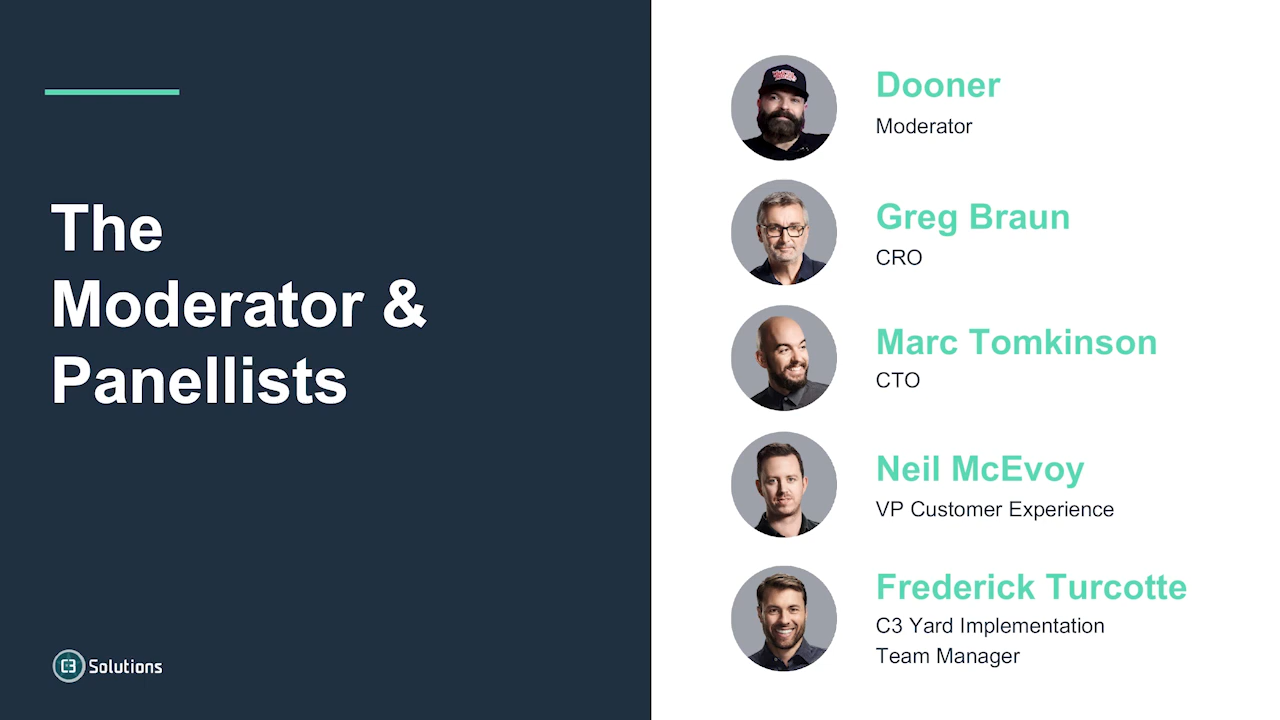 The
Moderator &
Panellists
C3 Solutions
Dooner
Moderator
Greg Braun
CRO
Marc Tomkinson
CTO
Neil McEvoy
VP Customer Experience
Frederick Turcotte
C3 Yard Implementation
Team Manager